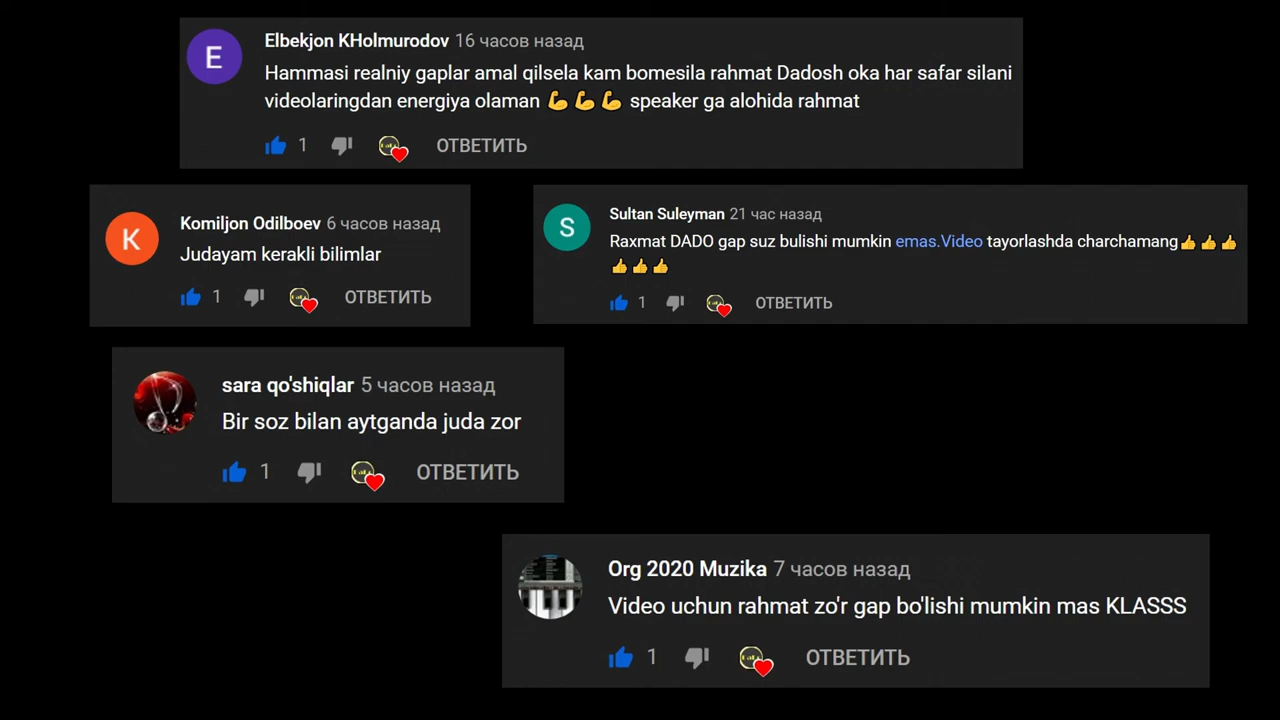 Elbekjon KHolmurodov 16 часов назад
Hammasi realniy gaplar amal qilsela kam bomesila rahmat Dadosh oka har safar silani
videolaringdan energiya olaman 💪💪💪 speaker ga alohida rahmat
1 ОТВЕТИТЬ
Komiljon Odilboev 6 часов назад
Judayam kerakli bilimlar
1 ОТВЕТИТЬ
Sultan Suleyman 21 час назад
Raxmat DADO gap suz bulishi mumkin emas.Video tayorlashda charchamang👍👍👍
👍👍👍
1 ОТВЕТИТЬ
sara qo'shiqlar 5 часов назад
Bir soz bilan aytganda juda zor
1 ОТВЕТИТЬ
Org 2020 Muzika 7 часов назад
Video uchun rahmat zo'r gap bo'lishi mumkin mas KLASSS
1 ОТВЕТИТЬ